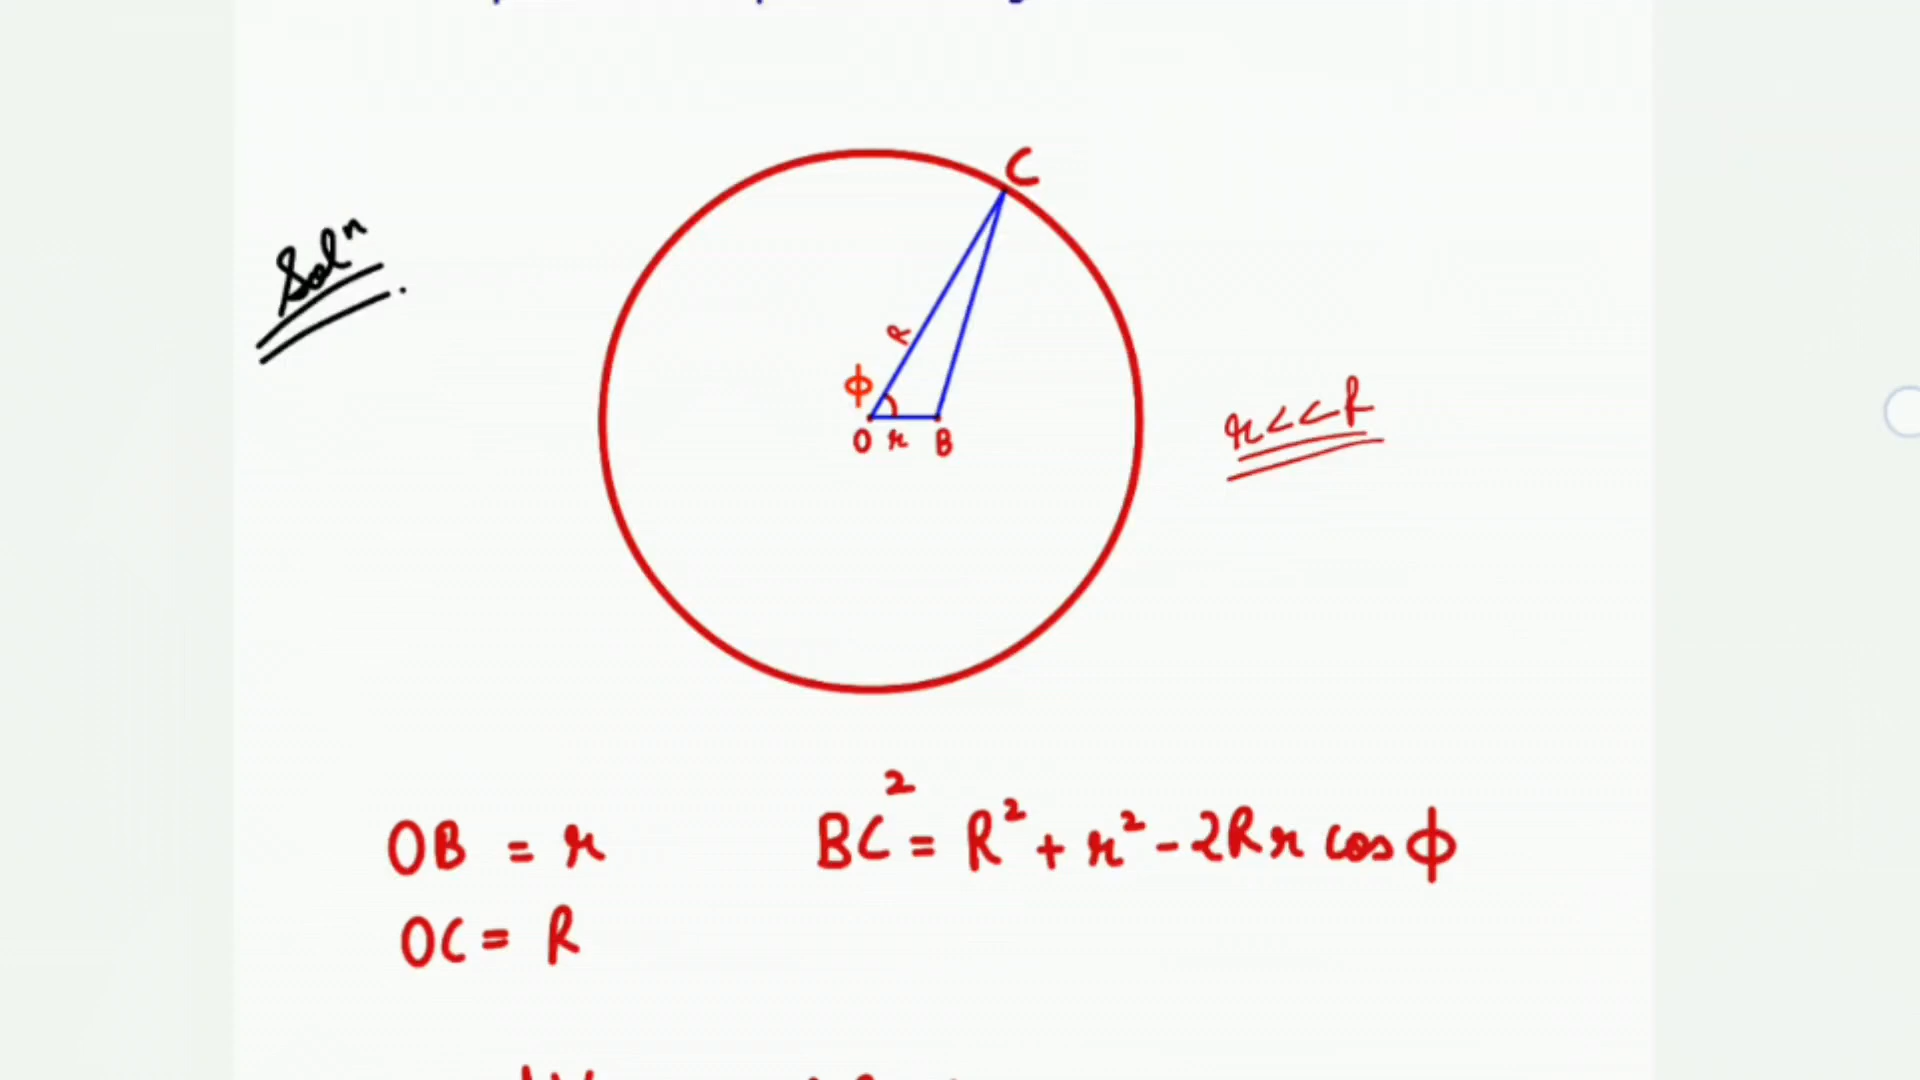 Solⁿ.
C
R
ϕ
O r B
r<<R
OB = r
BC² = R² + r² - 2Rr cos ϕ
OC = R